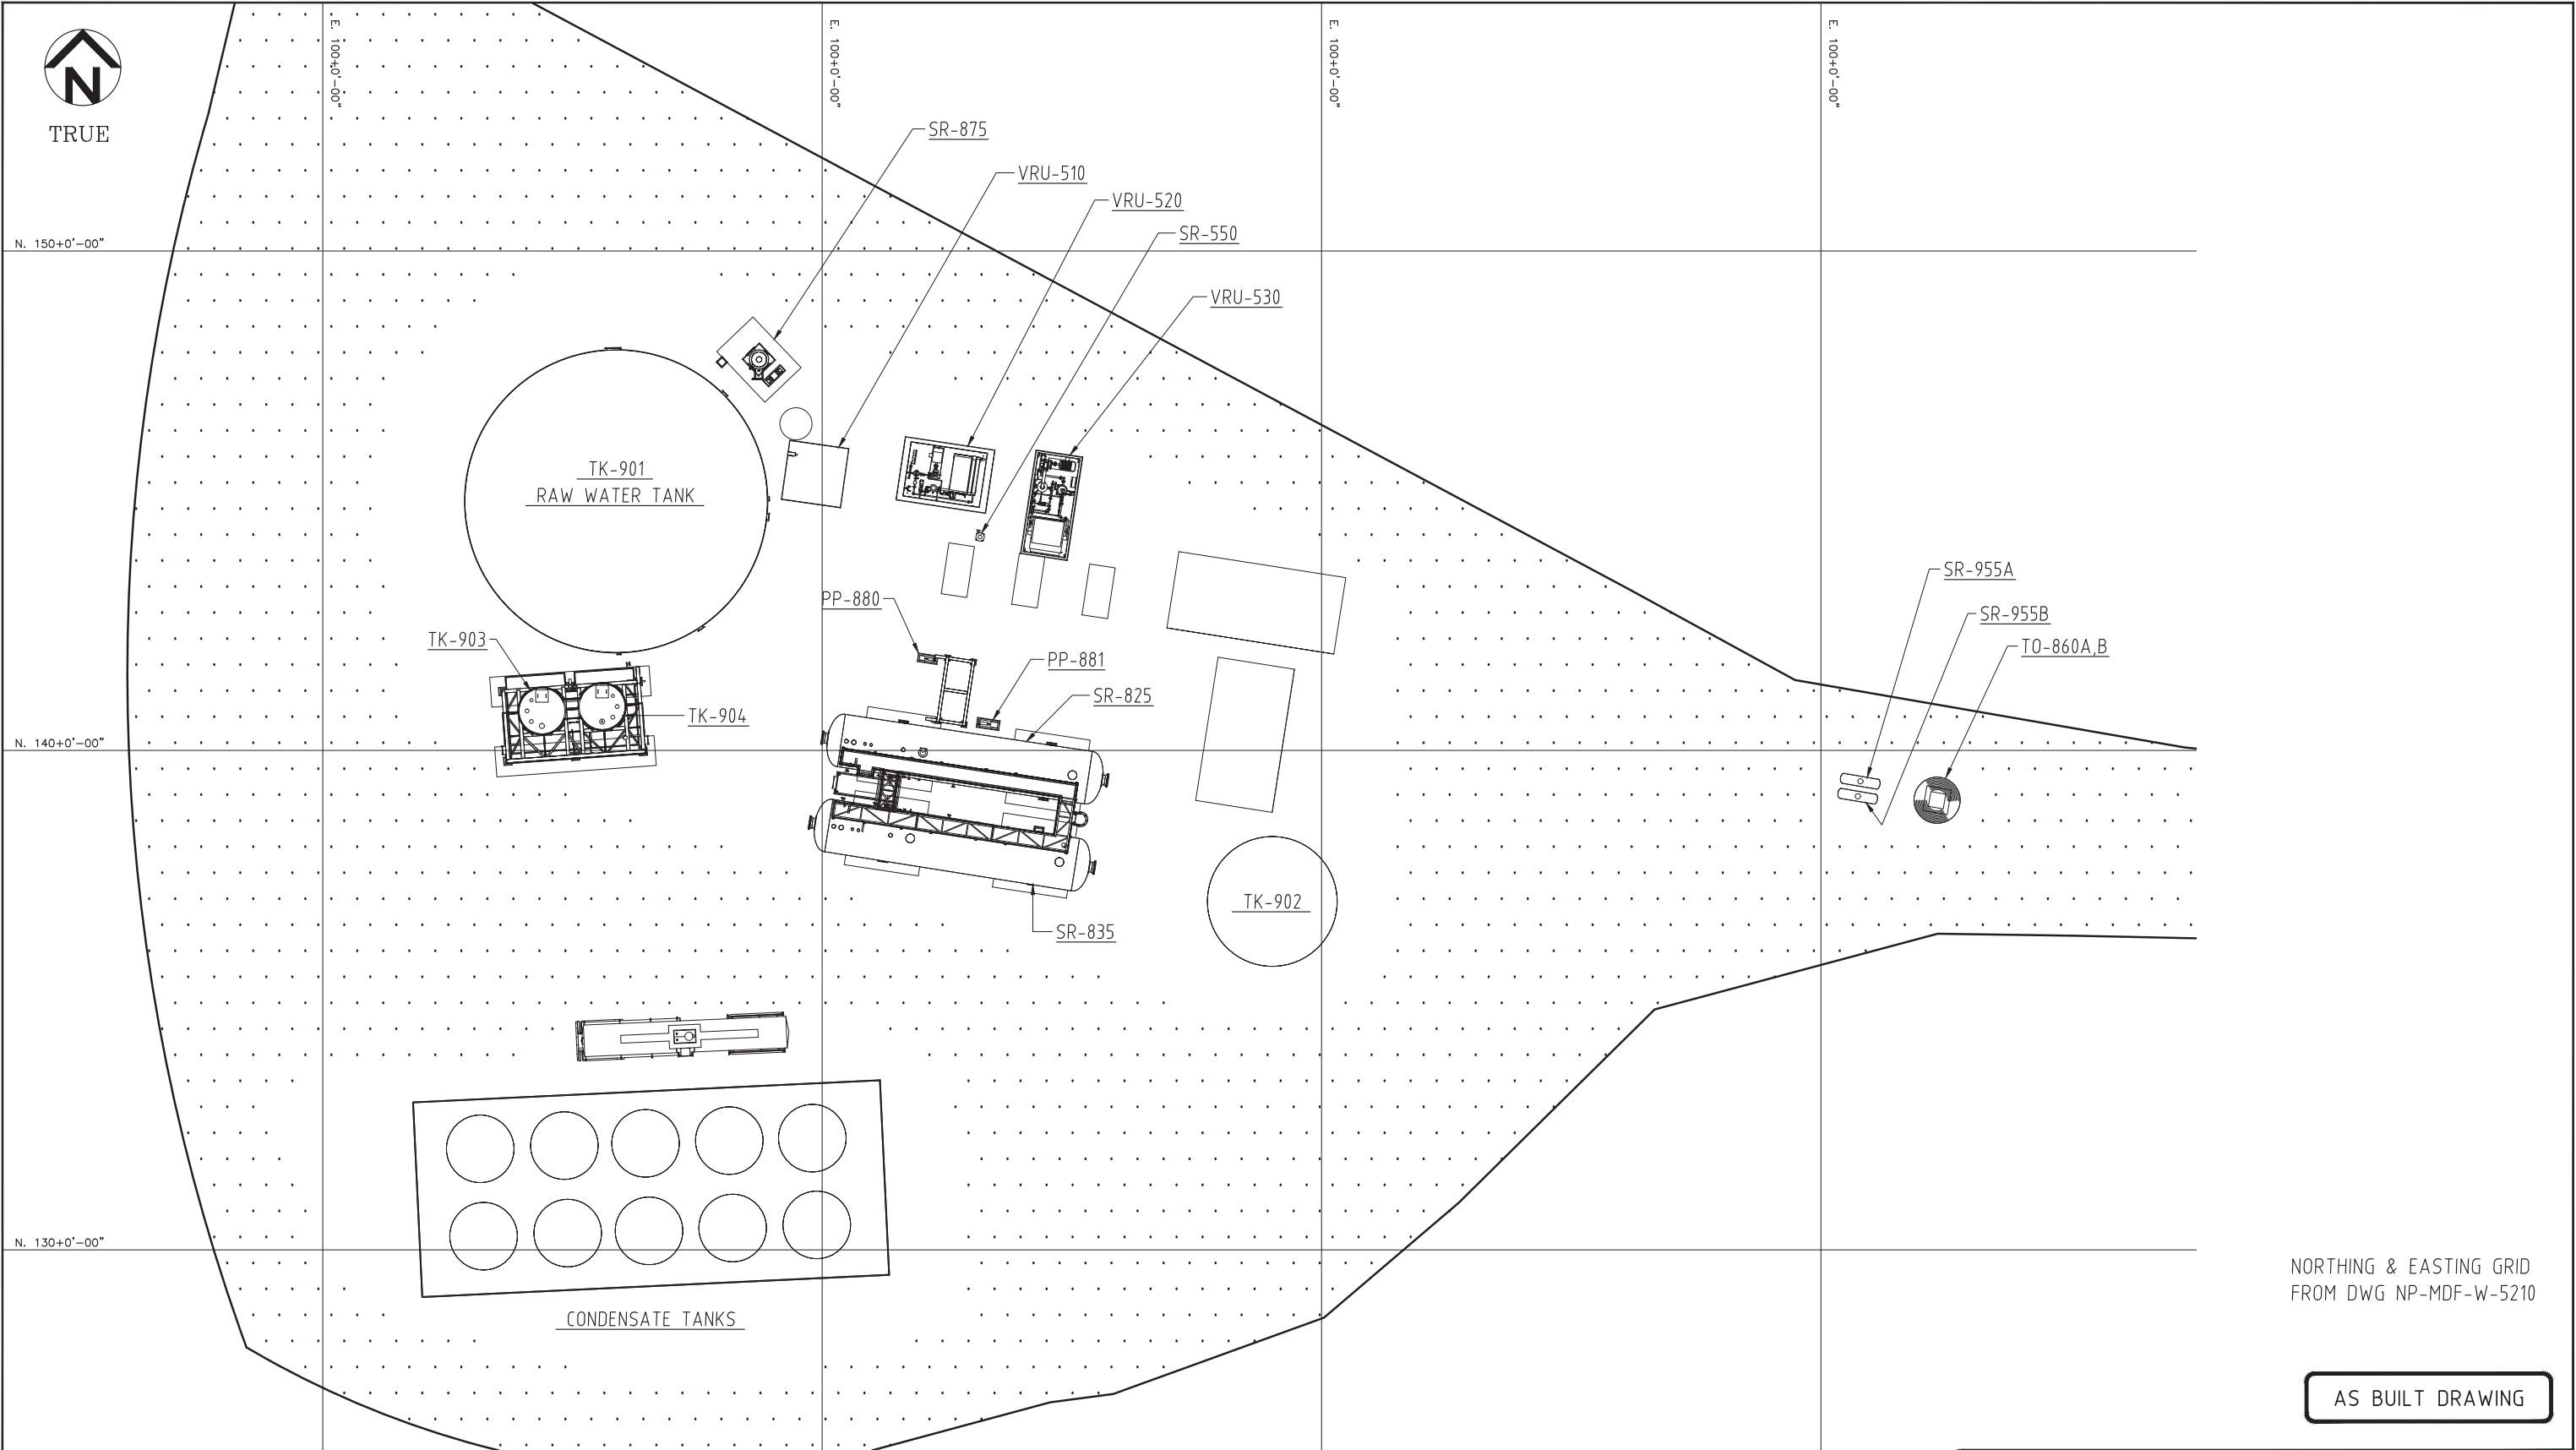 E. 100+0'-00"
E. 100+0'-00"
E. 100+0'-00"
E. 100+0'-00"
N
TRUE
SR-875
VRU-510
VRU-520
SR-550
N. 150+0'-00"
VRU-530
TK-901
RAW WATER TANK
SR-955A
PP-880
SR-955B
TK-903
TO-860A,B
PP-881
SR-825
TK-904
N. 140+0'-00"
TK-902
SR-835
N. 130+0'-00"
NORTHING & EASTING GRID
FROM DWG NP-MDF-W-5210
CONDENSATE TANKS
AS BUILT DRAWING